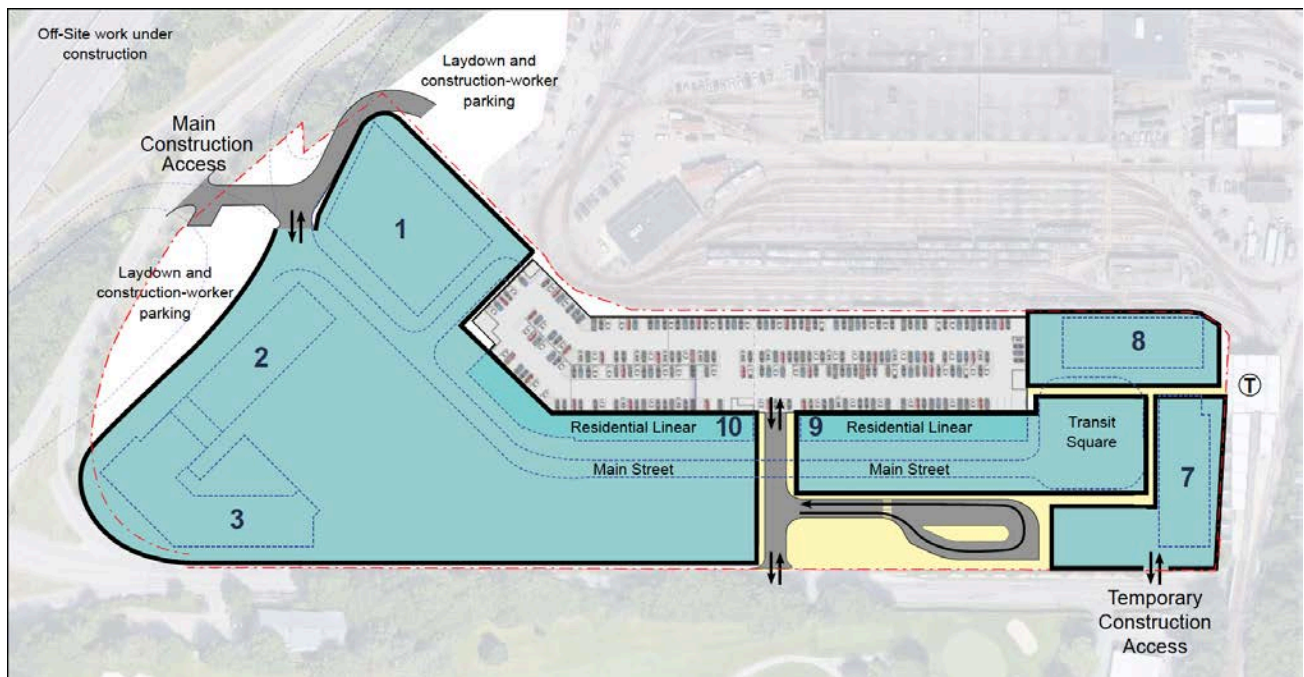 Off-Site work under
construction
Laydown and
construction-worker
parking
Main
Construction
Access
1
Laydown and
construction-worker
parking
2
3
8
T
Residential Linear
10
9
Residential Linear
Transit
Square
Main Street
Main Street
7
Temporary
Construction
Access